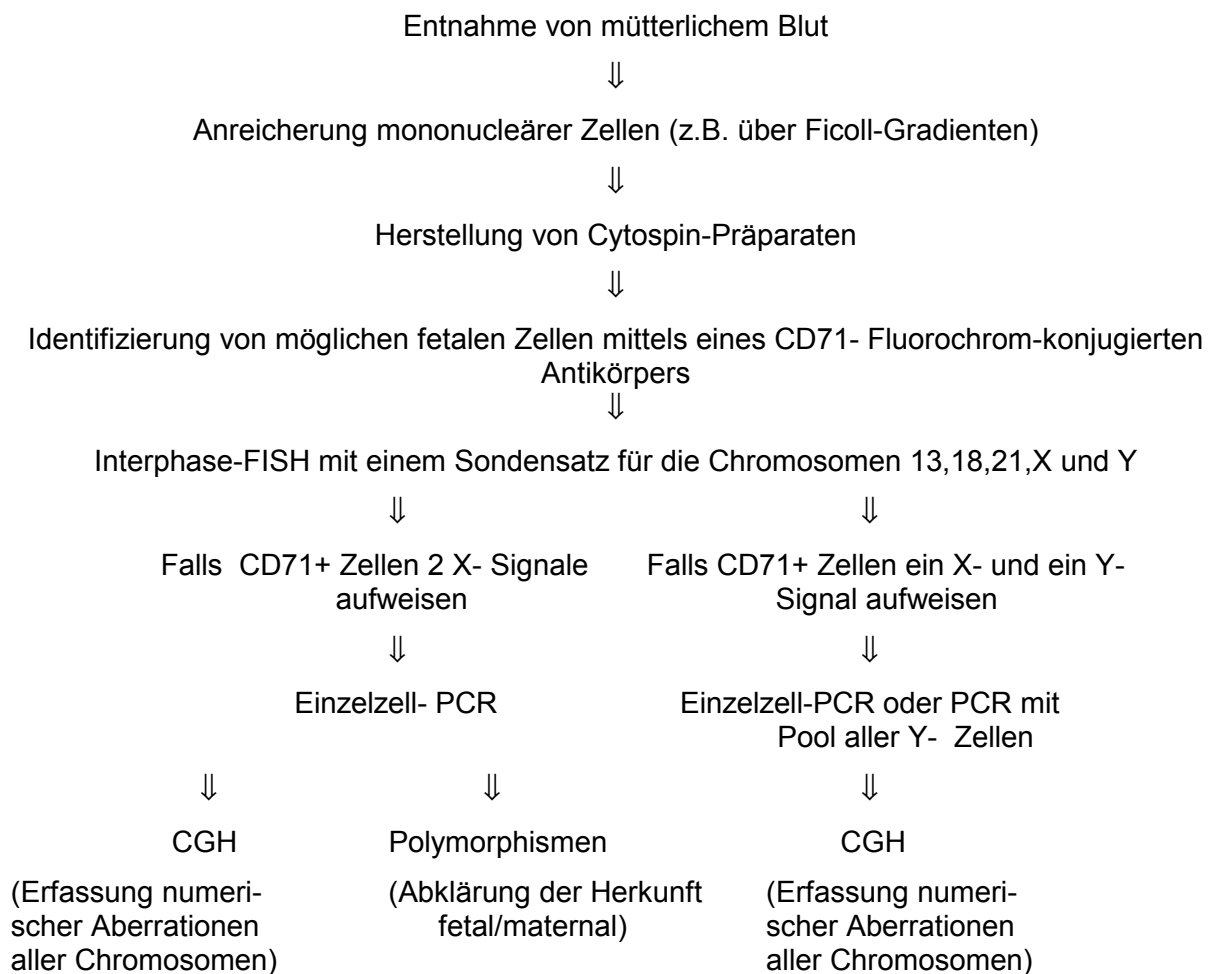 Entnahme von mütterlichem Blut
⇓
Anreicherung mononucleärer Zellen (z.B. über Ficoll-Gradienten)
⇓
Herstellung von Cytospin-Präparaten
⇓
Identifizierung von möglichen fetalen Zellen mittels eines CD71- Fluorochrom-konjugierten
Antikörpers
⇓
Interphase-FISH mit einem Sondensatz für die Chromosomen 13,18,21,X und Y
⇓ ⇓
Falls CD71+ Zellen 2 X- Signale
aufweisen
Falls CD71+ Zellen ein X- und ein Y-
Signal aufweisen
⇓ ⇓
Einzelzell- PCR
Einzelzell-PCR oder PCR mit
Pool aller Y- Zellen
⇓ ⇓ ⇓
CGH
(Erfassung numeri-
scher Aberrationen
aller Chromosomen)
Polymorphismen
(Abklärung der Herkunft
fetal/maternal)
CGH
(Erfassung numeri-
scher Aberrationen
aller Chromosomen)